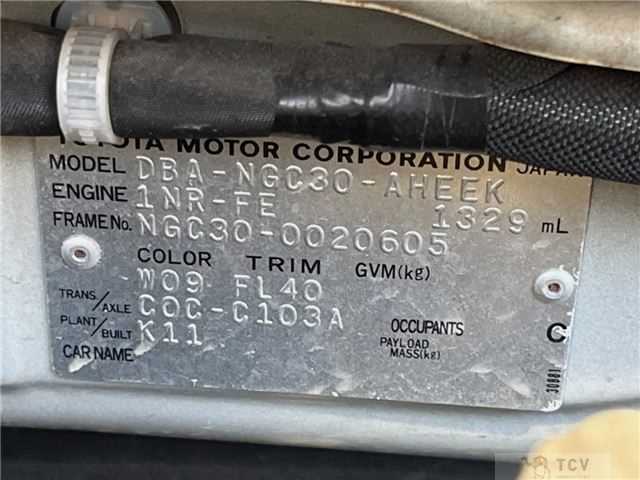 TOYOTA MOTOR CORPORATION JAPAN
MODEL DBA-NGC30-AHEEK
ENGINE 1NR-FE 1329 mL
FRAME No. NGC30-0020605
COLOR TRIM GVM(kg)
W09 FL40
TRANS./AXLE C0C-C103A
PLANT/BUILT K11 OCCUPANTS C
PAYLOAD MASS(kg)
CAR NAME
30881
TCV